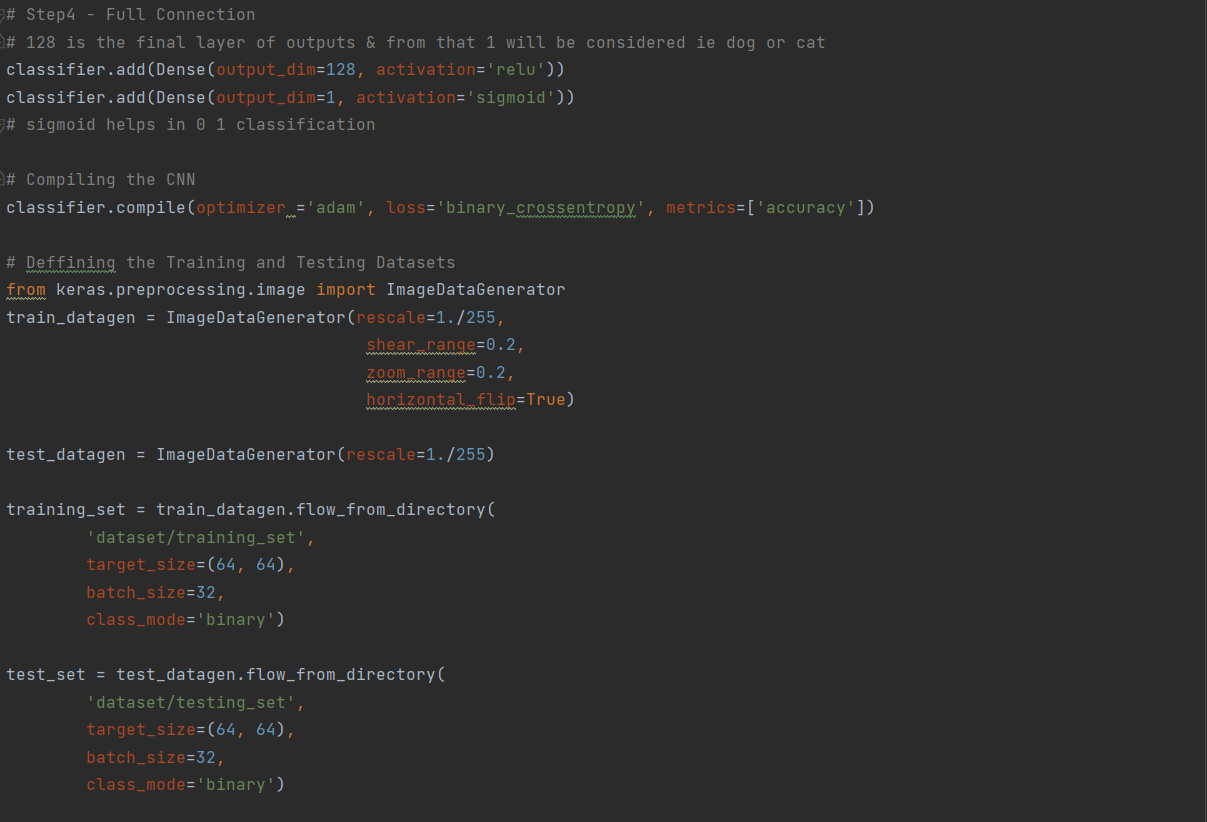 # Step4 - Full Connection
# 128 is the final layer of outputs & from that 1 will be considered ie dog or cat
classifier.add(Dense(output_dim=128, activation='relu'))
classifier.add(Dense(output_dim=1, activation='sigmoid'))
# sigmoid helps in 0 1 classification
# Compiling the CNN
classifier.compile(optimizer ='adam', loss='binary_crossentropy', metrics=['accuracy'])
# Deffining the Training and Testing Datasets
from keras.preprocessing.image import ImageDataGenerator
train_datagen = ImageDataGenerator(rescale=1./255,
shear_range=0.2,
zoom_range=0.2,
horizontal_flip=True)
test_datagen = ImageDataGenerator(rescale=1./255)
training_set = train_datagen.flow_from_directory(
'dataset/training_set',
target_size=(64, 64),
batch_size=32,
class_mode='binary')
test_set = test_datagen.flow_from_directory(
'dataset/testing_set',
target_size=(64, 64),
batch_size=32,
class_mode='binary')